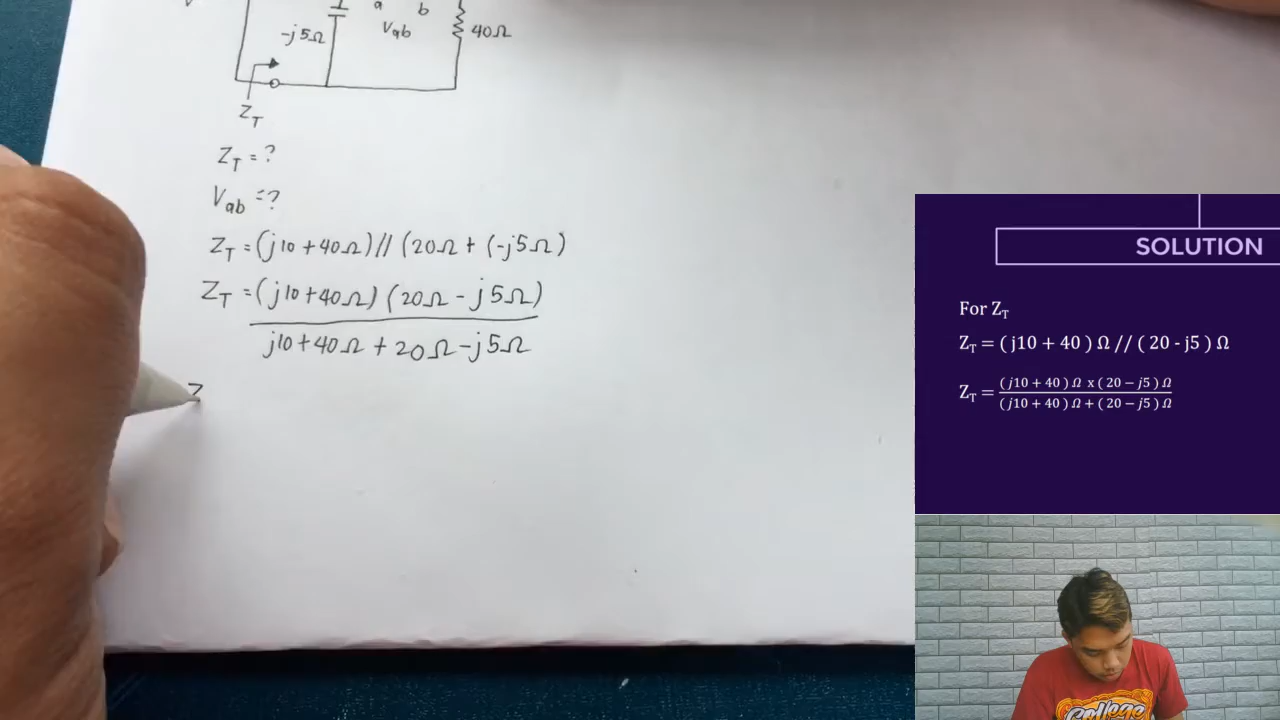 -j5Ω
a
b
Vab
40Ω
ZT
ZT = ?
Vab = ?
ZT = (j10 + 40Ω) // (20Ω + (-j5Ω)
ZT = (j10 + 40Ω) (20Ω - j5Ω)
j10 + 40Ω + 20Ω - j5Ω
Z
SOLUTION
For ZT
ZT = ( j10 + 40 ) Ω // ( 20 - j5 ) Ω
ZT = ( j10 + 40 ) Ω x ( 20 – j5 ) Ω
( j10 + 40 ) Ω + ( 20 – j5 ) Ω
College